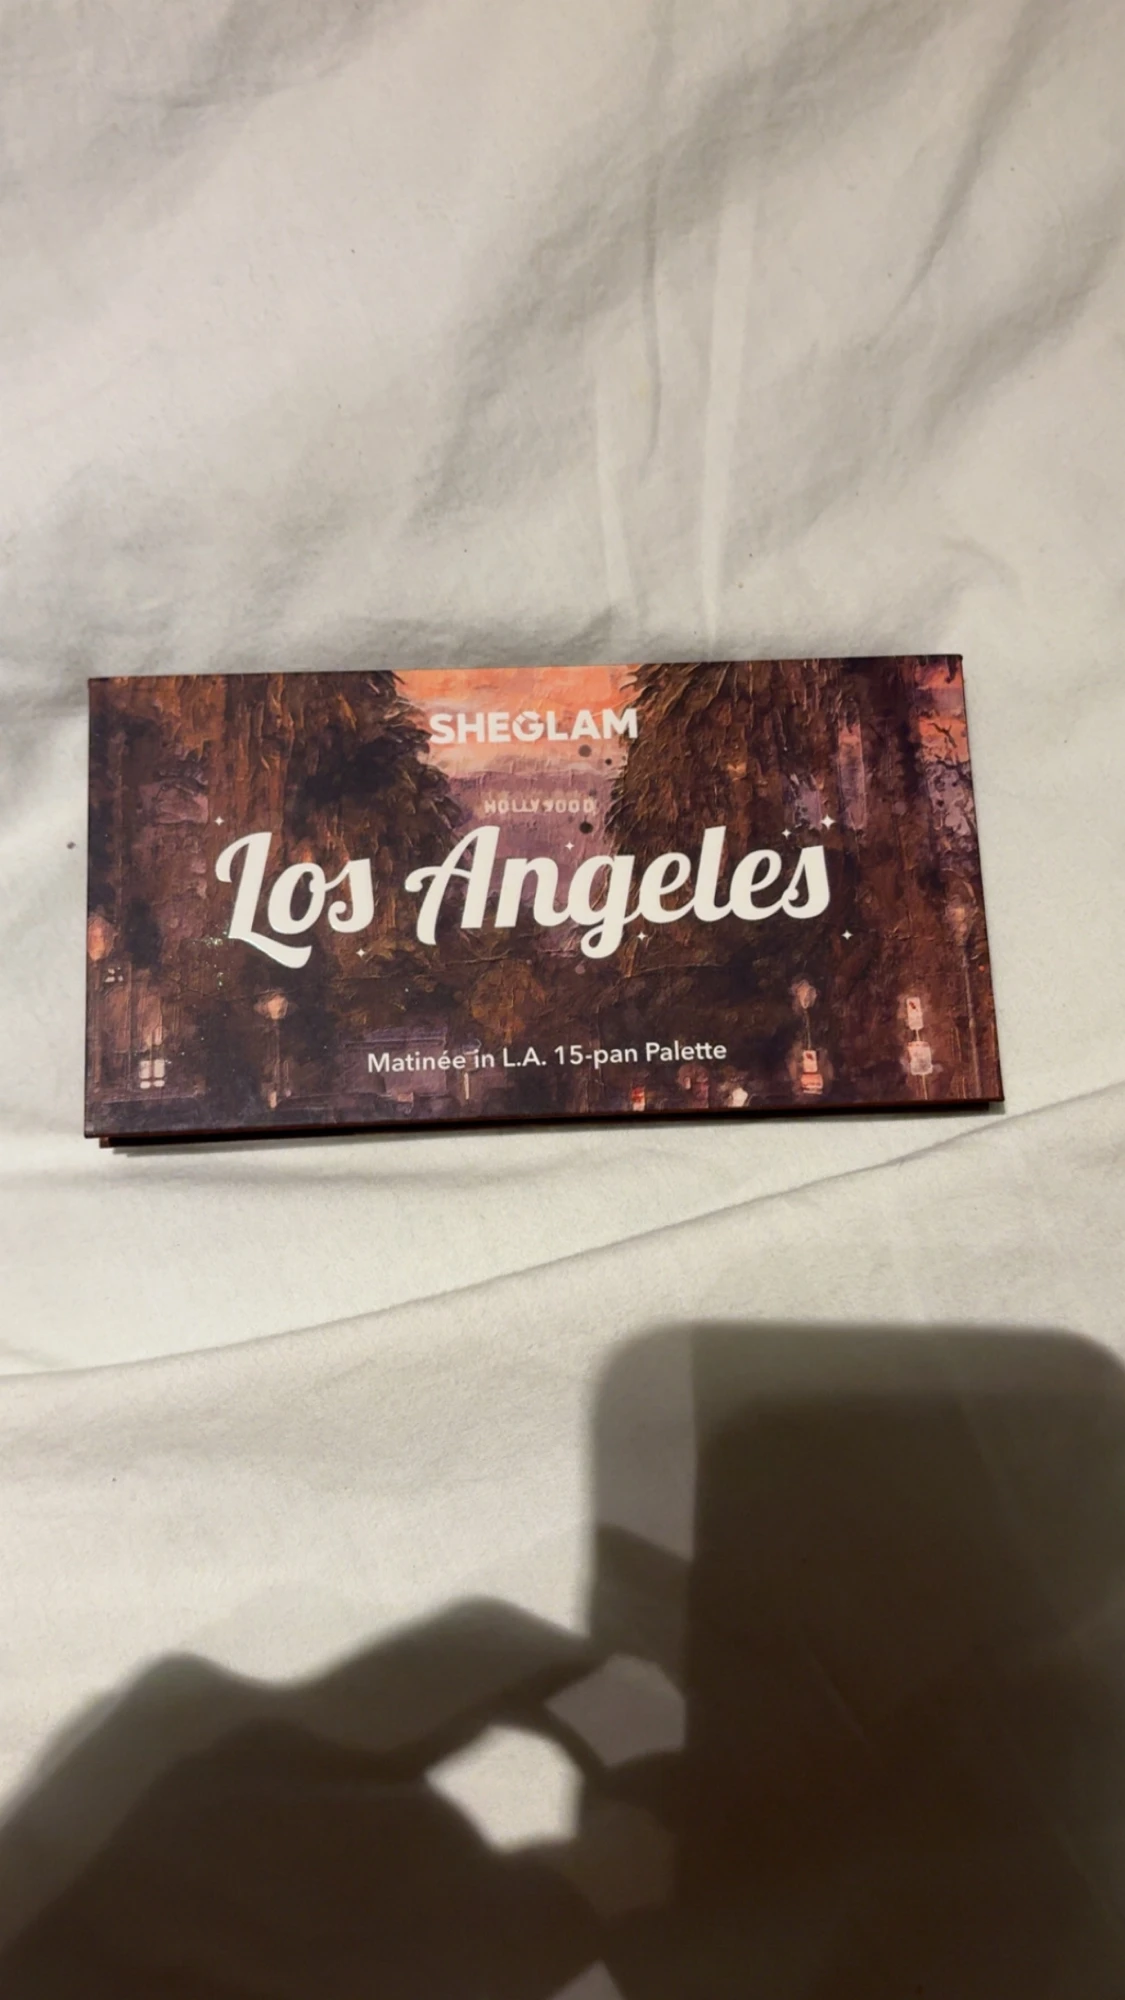 SHEGLAM
HOLLYWOOD
Los Angeles
Matinée in L.A. 15-pan Palette